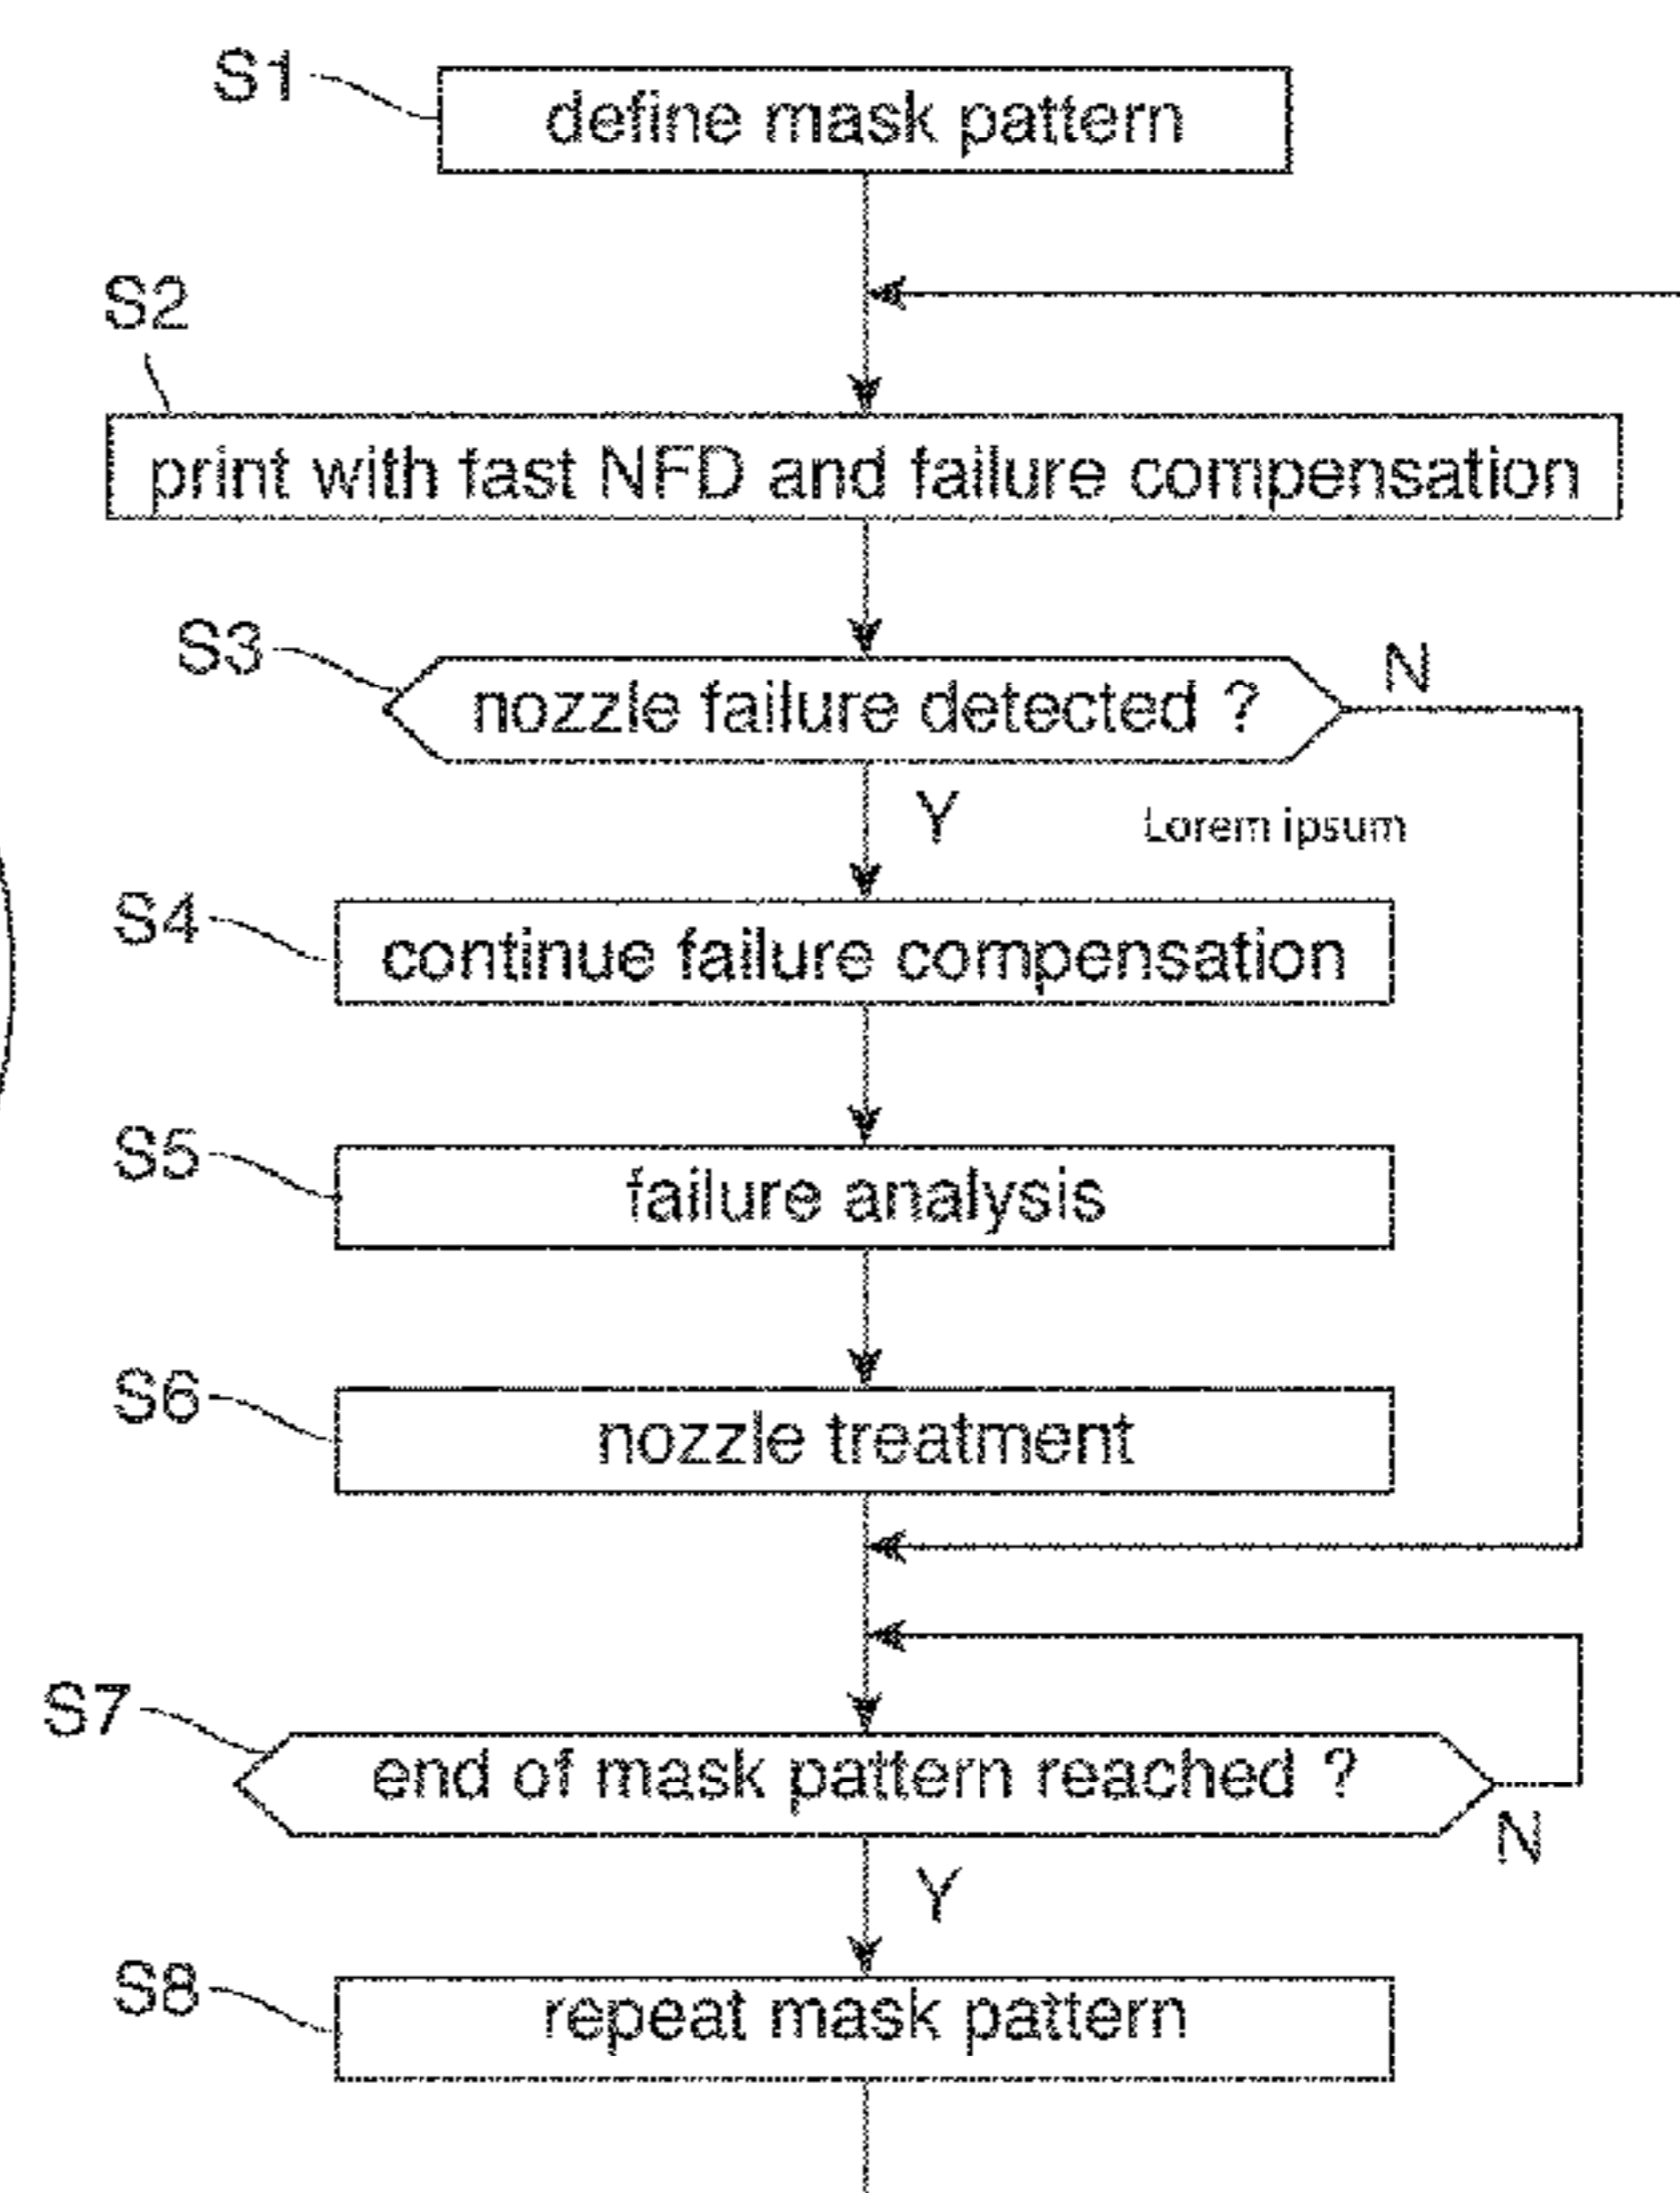 S1
define mask pattern
S2
print with fast NFD and failure compensation
S3
nozzle failure detected ?
N
Y
Lorem ipsum
S4
continue failure compensation
S5
failure analysis
S6
nozzle treatment
S7
end of mask pattern reached ?
N
Y
S8
repeat mask pattern